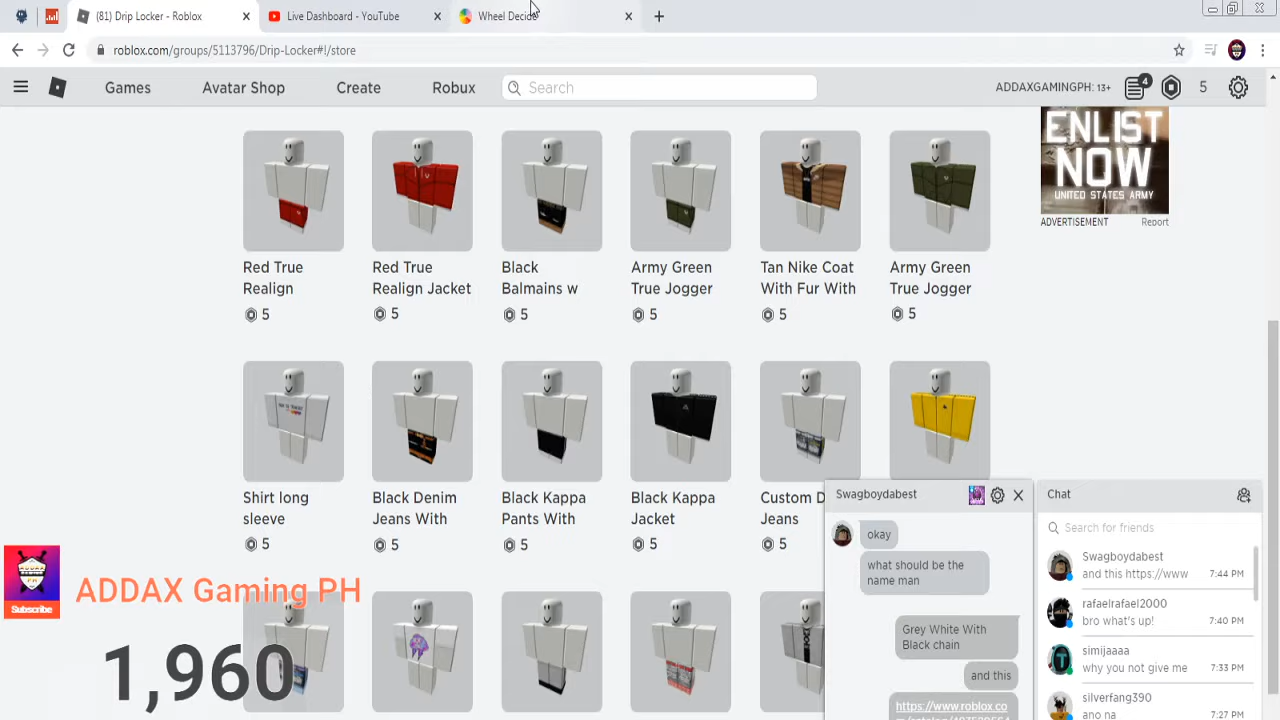 (81) Drip Locker - Roblox
Live Dashboard - YouTube
Wheel Decide
roblox.com/groups/5113796/Drip-Locker#!/store
Games
Avatar Shop
Create
Robux
Search
ADDAXGAMINGPH: 13+
4
5
ENLIST
NOW
UNITED STATES ARMY
ADVERTISEMENT
Report
Red True
Realign
5
Red True
Realign Jacket
5
Black
Balmains w
5
Army Green
True Jogger
5
Tan Nike Coat
With Fur With
5
Army Green
True Jogger
5
Shirt long
sleeve
5
Black Denim
Jeans With
5
Black Kappa
Pants With
5
Black Kappa
Jacket
5
Custom D
Jeans
5
Swagboydabest
okay
what should be the
name man
Grey White With
Black chain
and this
https://www.roblox.co
Chat
Search for friends
Swagboydabest
and this https://www
7:44 PM
rafaelrafael2000
bro what's up!
7:40 PM
simijaaaa
why you not give me
7:33 PM
silverfang390
ano na
7:27 PM
Subscribe
ADDAX Gaming PH
1,960